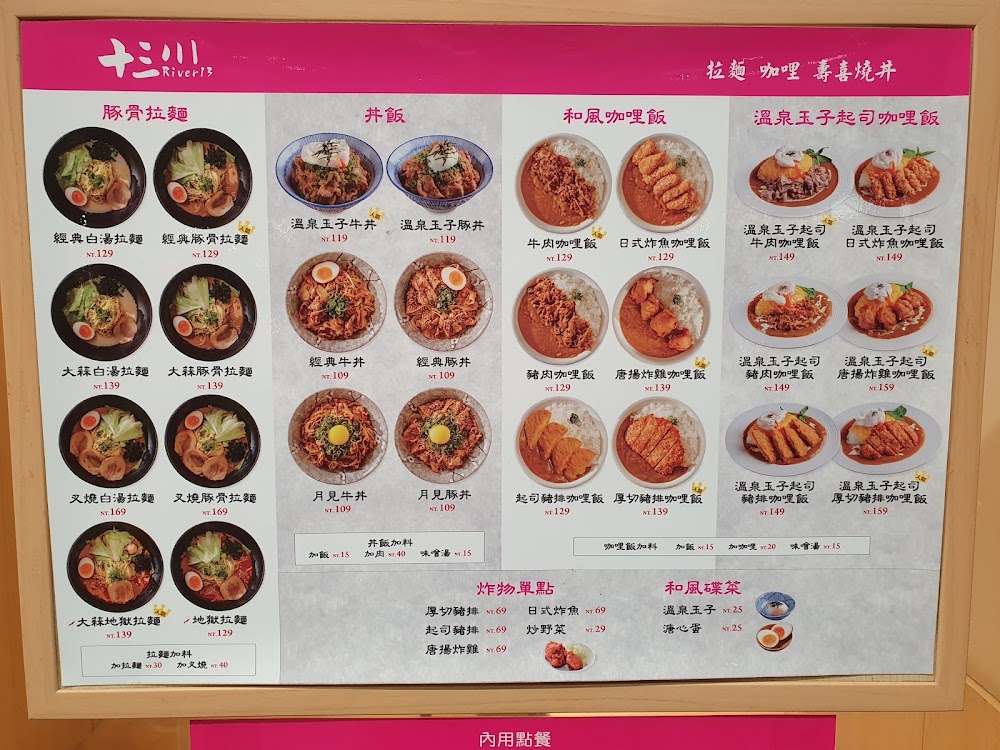 十三川
River13
拉麵 咖哩 壽喜燒丼
豚骨拉麵
經典白湯拉麵
NT.129
經典豚骨拉麵
人氣
NT.129
大蒜白湯拉麵
NT.139
大蒜豚骨拉麵
NT.139
叉燒白湯拉麵
NT.169
叉燒豚骨拉麵
NT.169
大蒜地獄拉麵
人氣
NT.139
地獄拉麵
NT.129
拉麵加料
加拉麵 NT.30 加叉燒 NT.40
丼飯
溫泉玉子牛丼
人氣
NT.119
溫泉玉子豚丼
NT.119
經典牛丼
NT.109
經典豚丼
NT.109
月見牛丼
NT.109
月見豚丼
NT.109
丼飯加料
加飯 NT.15 加肉 NT.40 味噌湯 NT.15
和風咖哩飯
牛肉咖哩飯
人氣
NT.129
日式炸魚咖哩飯
NT.129
豬肉咖哩飯
NT.129
唐揚炸雞咖哩飯
人氣
NT.139
起司豬排咖哩飯
NT.129
厚切豬排咖哩飯
人氣
NT.139
溫泉玉子起司咖哩飯
溫泉玉子起司
牛肉咖哩飯
人氣
NT.149
溫泉玉子起司
日式炸魚咖哩飯
NT.149
溫泉玉子起司
豬肉咖哩飯
NT.149
溫泉玉子起司
唐揚炸雞咖哩飯
人氣
NT.159
溫泉玉子起司
豬排咖哩飯
NT.149
溫泉玉子起司
厚切豬排咖哩飯
人氣
NT.159
咖哩飯加料 加飯 NT.15 加咖哩 NT.20 味噌湯 NT.15
炸物單點
厚切豬排 NT.69 日式炸魚 NT.69
起司豬排 NT.69 炒野菜 NT.29
唐揚炸雞 NT.69
和風碟菜
溫泉玉子 NT.25
溏心蛋 NT.25
內用點餐